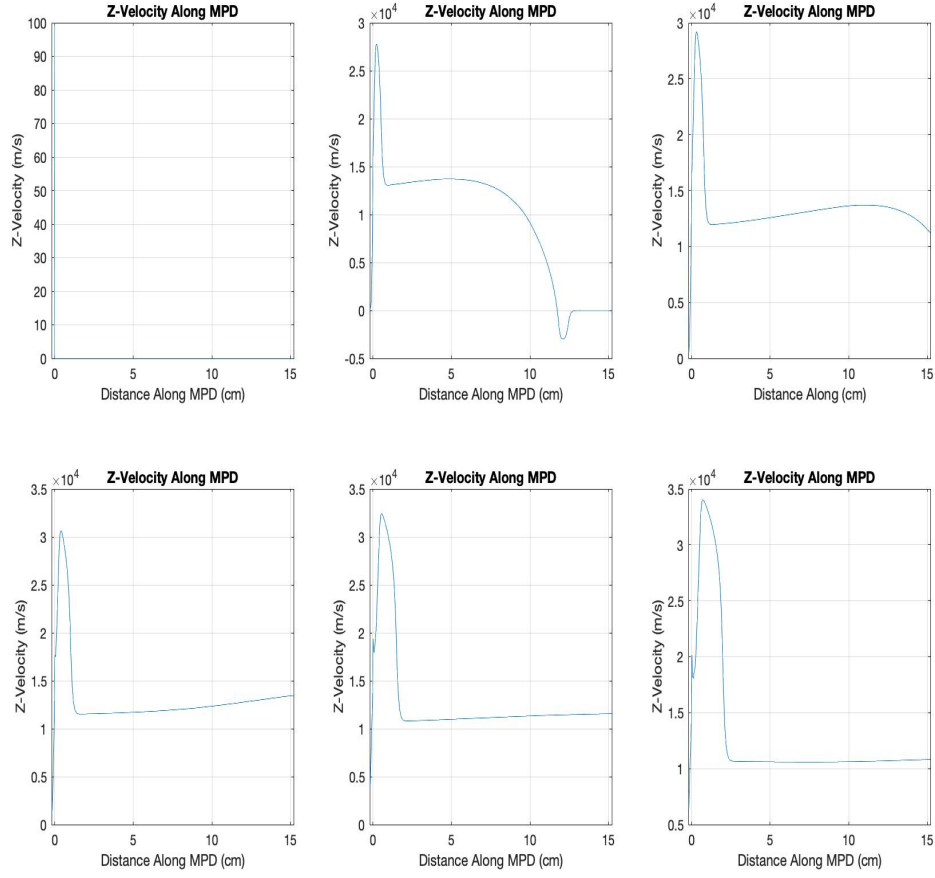 Z-Velocity Along MPD
100
90
80
70
60
50
40
30
20
10
0
Z-Velocity (m/s)
0 5 10 15
Distance Along MPD (cm)
Z-Velocity Along MPD
×10⁴
3
2.5
2
1.5
1
0.5
0
-0.5
Z-Velocity (m/s)
0 5 10 15
Distance Along MPD (cm)
Z-Velocity Along MPD
×10⁴
3
2.5
2
1.5
1
0.5
0
Z-Velocity (m/s)
0 5 10 15
Distance Along (cm)
Z-Velocity Along MPD
×10⁴
3.5
3
2.5
2
1.5
1
0.5
0
Z-Velocity (m/s)
0 5 10 15
Distance Along MPD (cm)
Z-Velocity Along MPD
×10⁴
3.5
3
2.5
2
1.5
1
0.5
0
Z-Velocity (m/s)
0 5 10 15
Distance Along MPD (cm)
Z-Velocity Along MPD
×10⁴
3.5
3
2.5
2
1.5
1
0.5
Z-Velocity (m/s)
0 5 10 15
Distance Along MPD (cm)